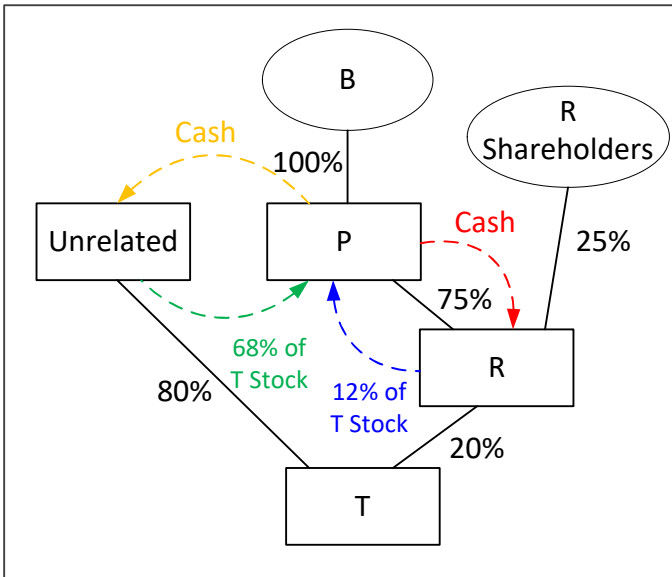 B
R
Shareholders
Cash
100%
Unrelated
P
Cash
25%
75%
68% of
T Stock
12% of
T Stock
R
80%
20%
T